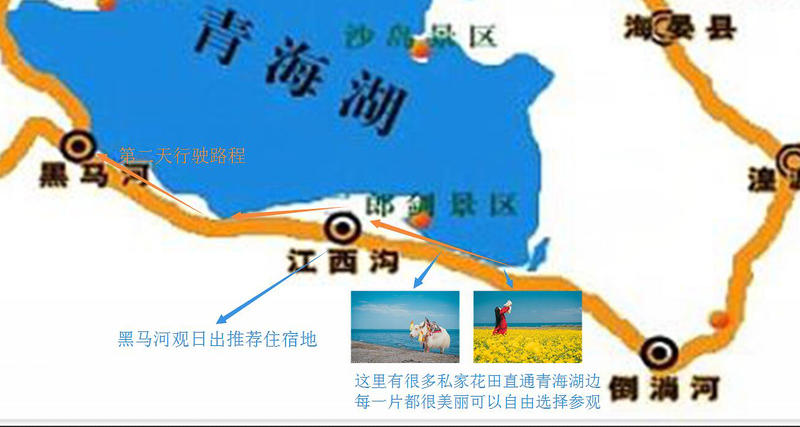 沙岛景区
海晏县
青海湖
第二天行驶路程
黑马河
湟源
郎剑景区
江西沟
黑马河观日出推荐住宿地
这里有很多私家花田直通青海湖边
每一片都很美丽可以自由选择参观
倒淌河